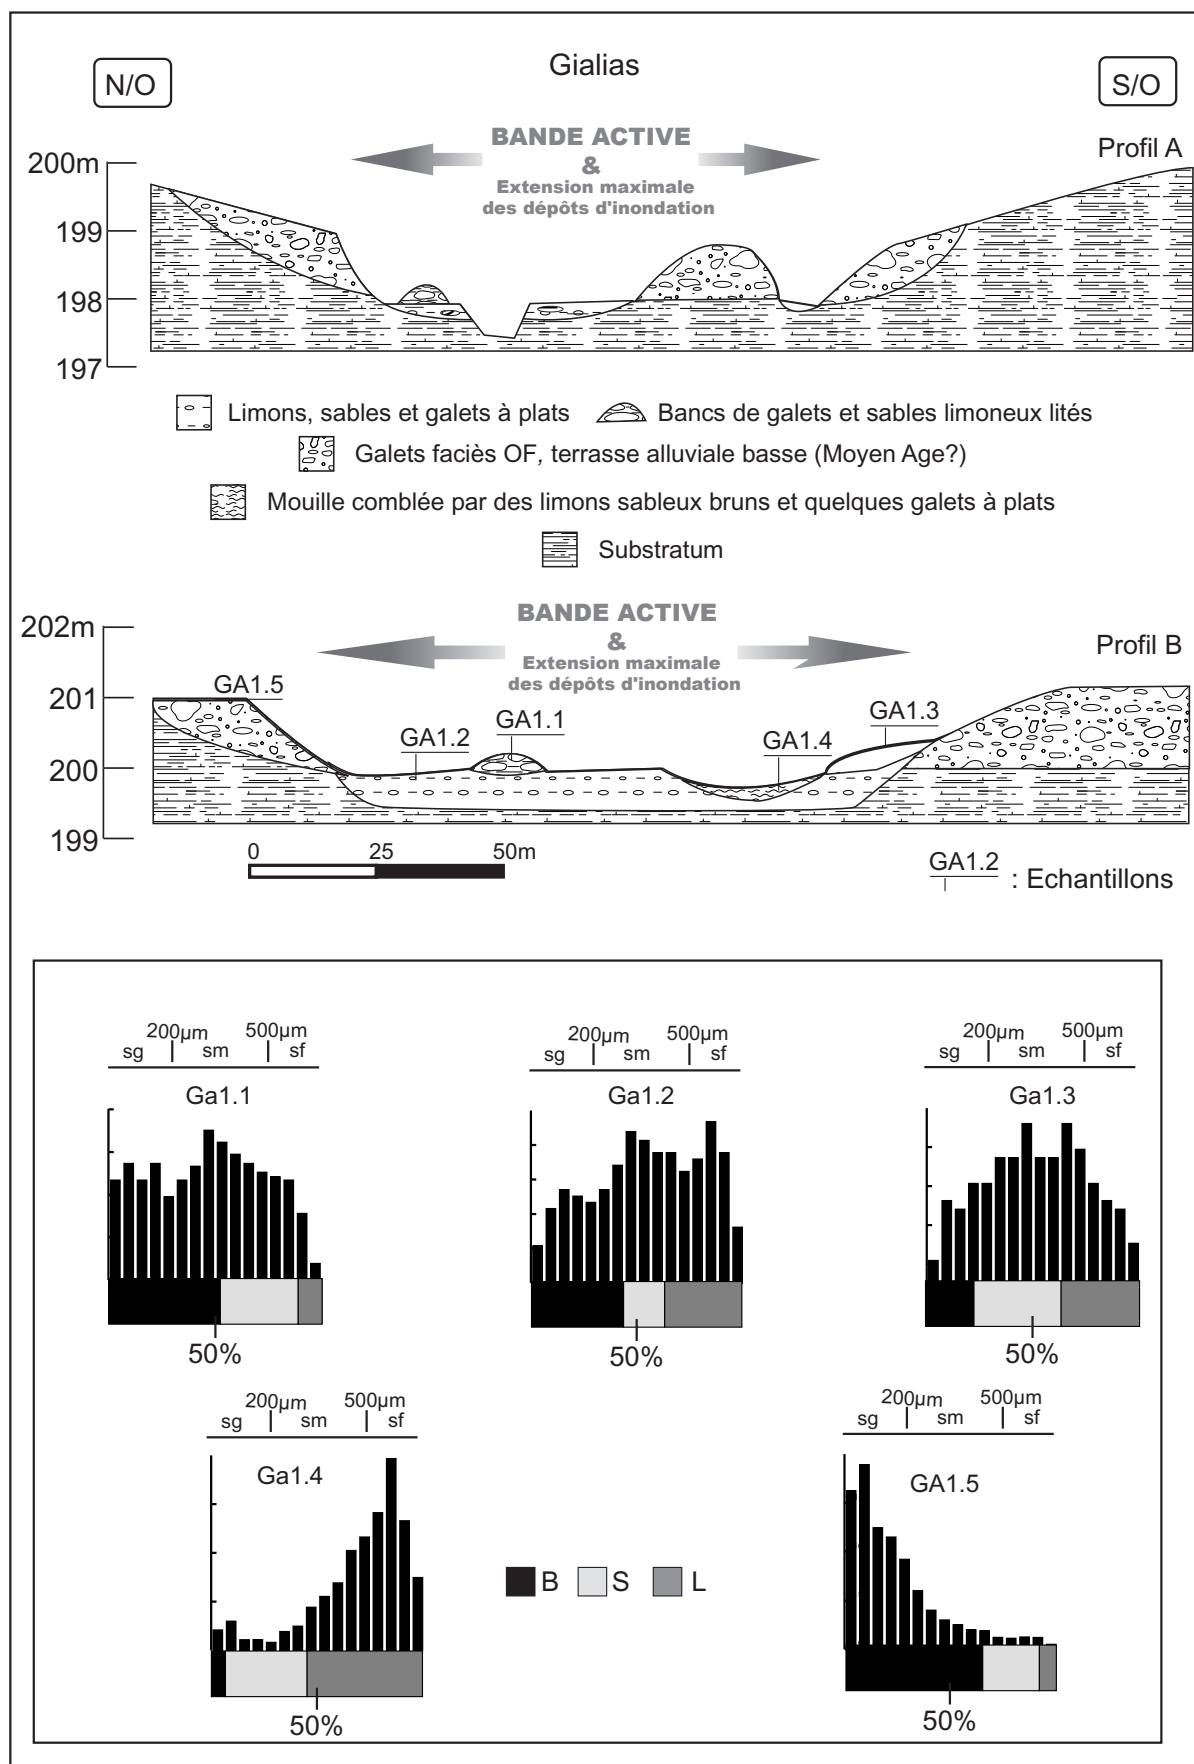 Gialias
N/O
S/O
BANDE ACTIVE
&
Extension maximale
des dépôts d'inondation
Profil A
200m
199
198
197
Limons, sables et galets à plats
Bancs de galets et sables limoneux lités
Galets faciès OF, terrasse alluviale basse (Moyen Age?)
Mouille comblée par des limons sableux bruns et quelques galets à plats
Substratum
BANDE ACTIVE
&
Extension maximale
des dépôts d'inondation
Profil B
202m
201
200
199
GA1.5
GA1.2
GA1.1
GA1.4
GA1.3
0 25 50m
GA1.2 : Echantillons
200µm 500µm
sg sm sf
Ga1.1
50%
200µm 500µm
sg sm sf
Ga1.2
50%
200µm 500µm
sg sm sf
Ga1.3
50%
200µm 500µm
sg sm sf
Ga1.4
50%
B S L
200µm 500µm
sg sm sf
GA1.5
50%